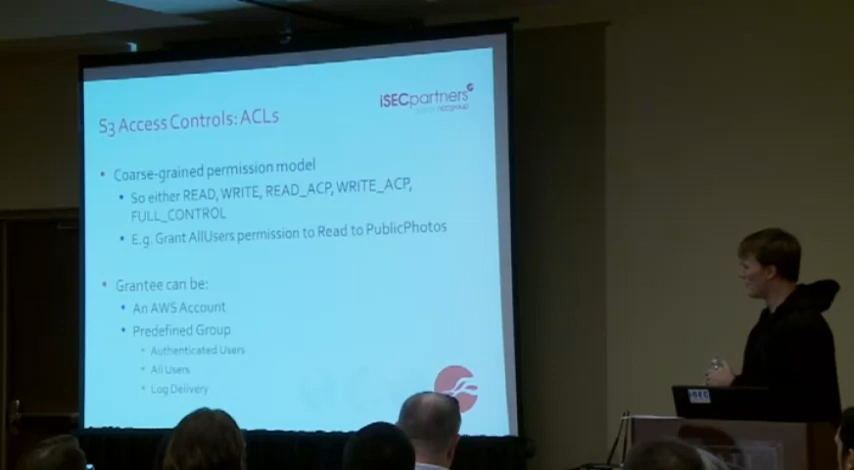 iSECpartners
S3 Access Controls: ACLs
Coarse-grained permission model
So either READ, WRITE, READ_ACP, WRITE_ACP,
FULL_CONTROL
E.g. Grant AllUsers permission to Read to PublicPhotos
Grantee can be:
An AWS Account
Predefined Group
Authenticated Users
All Users
Log Delivery
iSEC